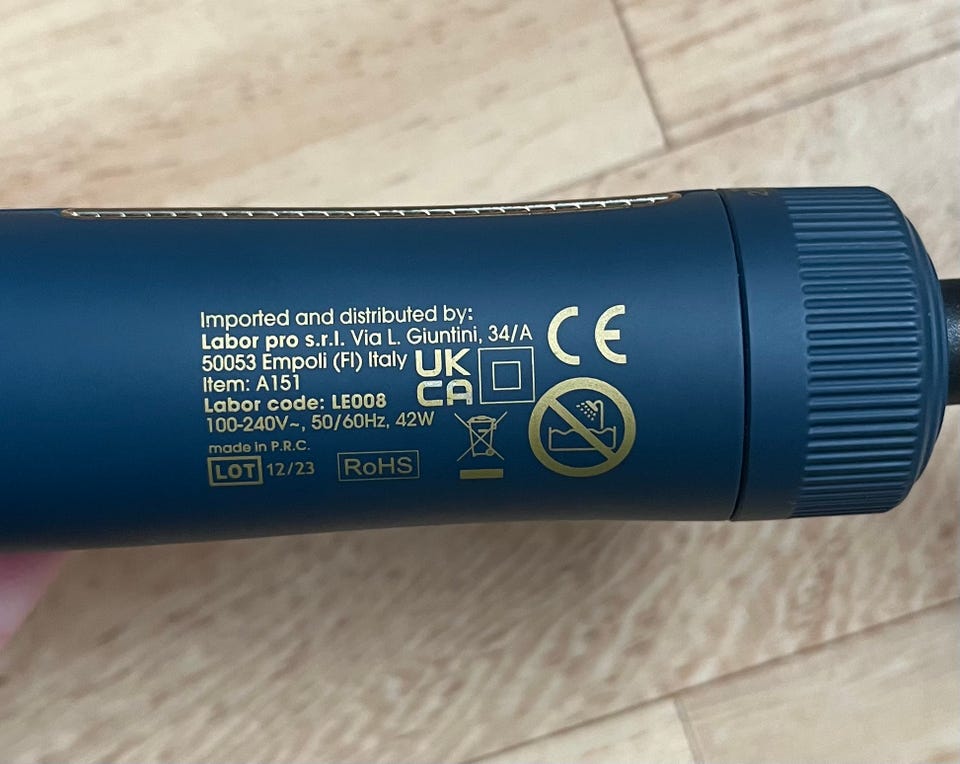 Imported and distributed by:
Labor pro s.r.l. Via L. Giuntini, 34/A
50053 Empoli (FI) Italy
Item: A151
Labor code: LE008
100-240V~, 50/60Hz, 42W
made in P.R.C.
LOT 12/23
RoHS
UK
CA
CE